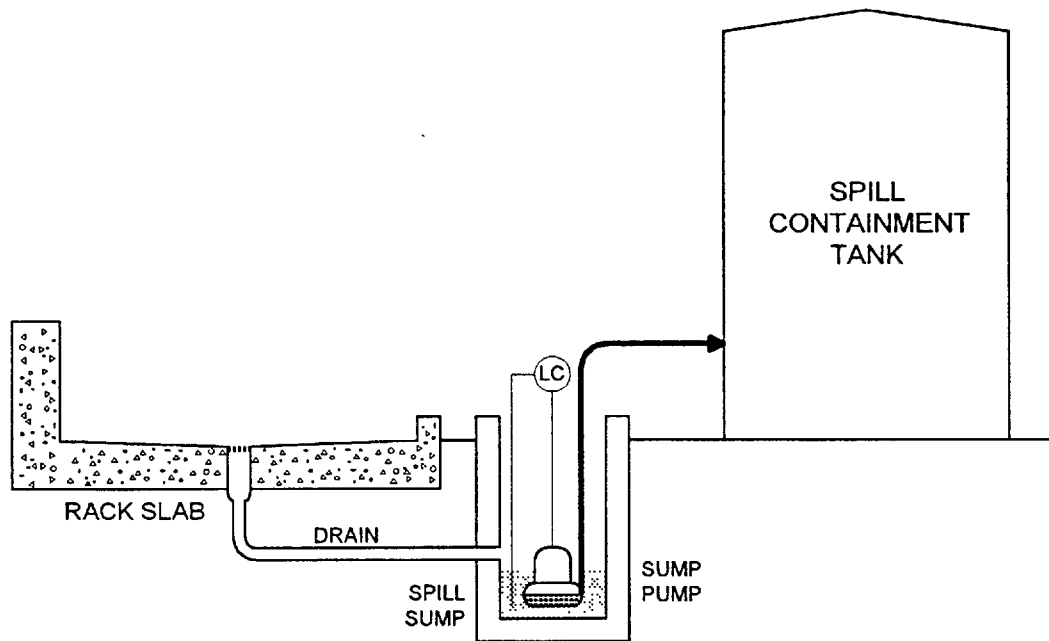 SPILL
CONTAINMENT
TANK
LC
RACK SLAB
DRAIN
SPILL
SUMP
SUMP
PUMP